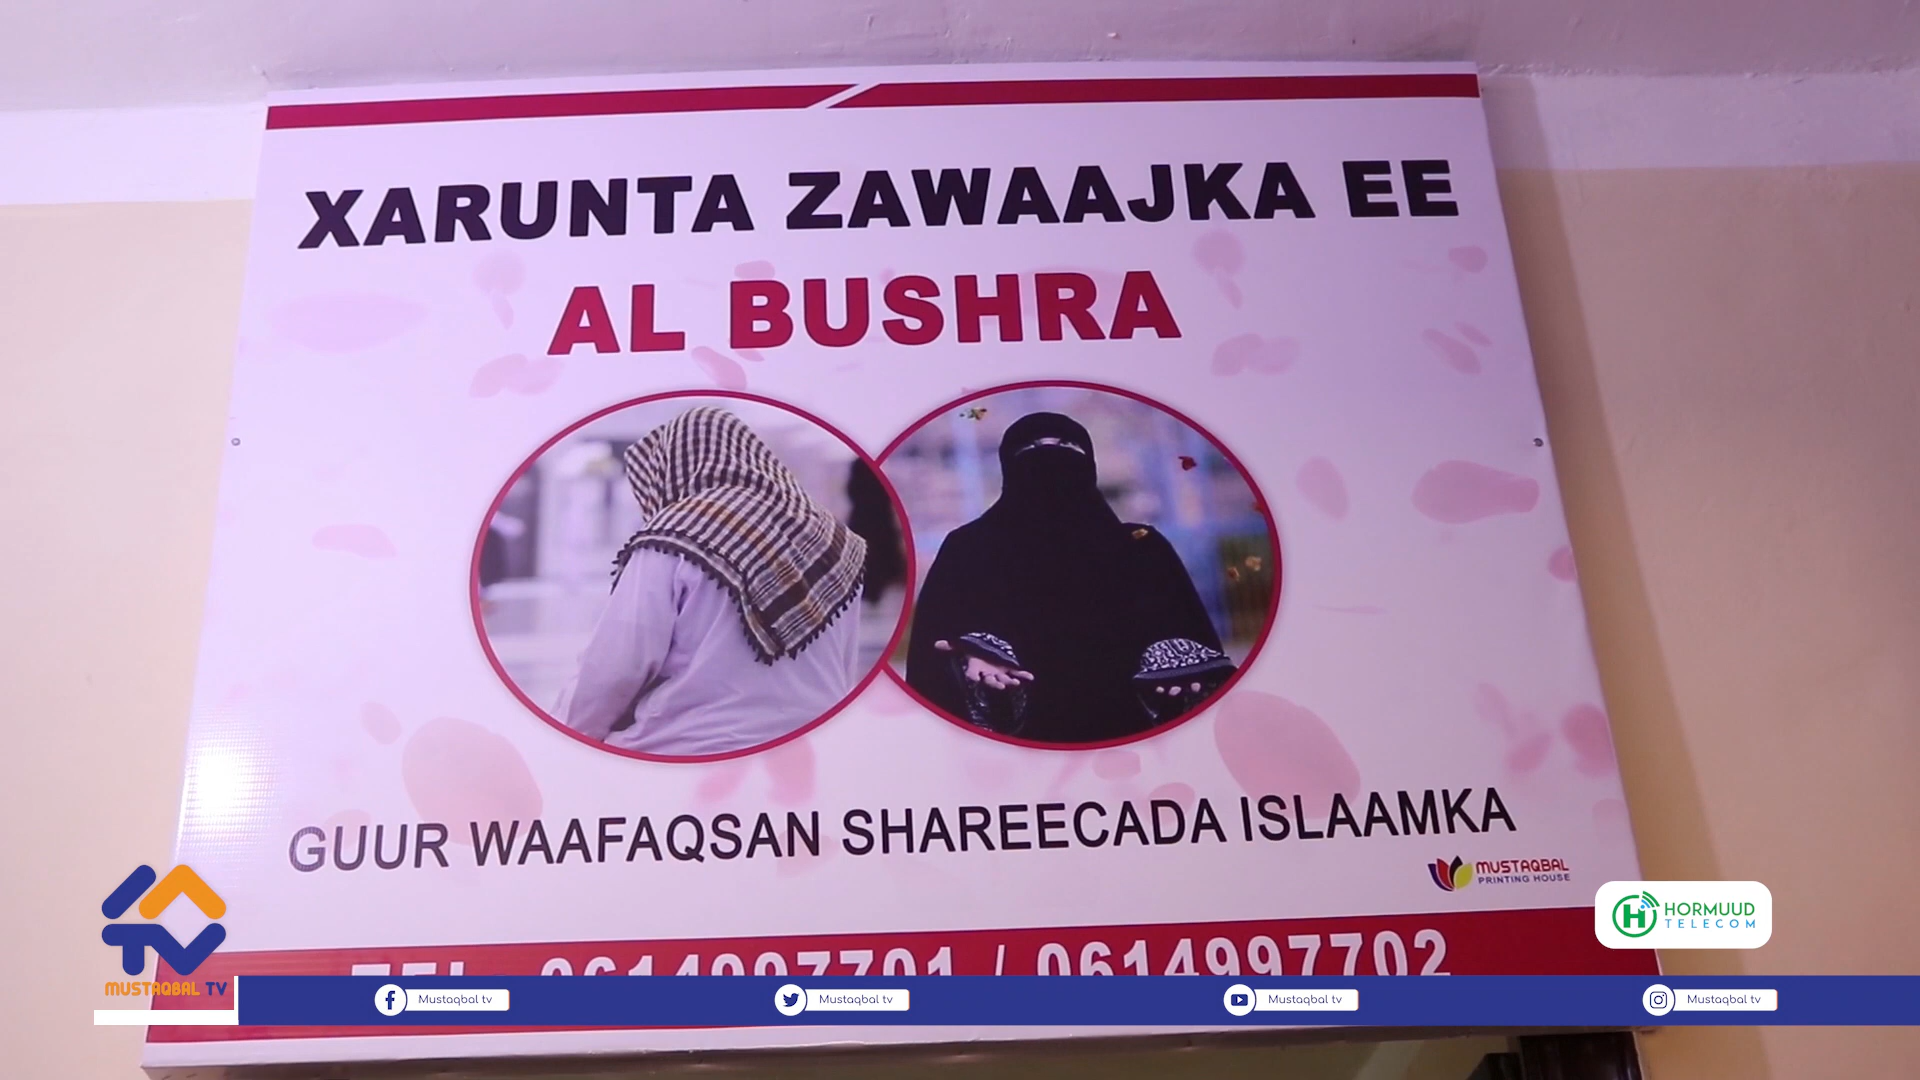 XARUNTA ZAWAAJKA EE
AL BUSHRA
GUUR WAAFAQSAN SHAREECADA ISLAAMKA
MUSTAQBAL
PRINTING HOUSE
TEL 0614997701 / 0614997702
MUSTAQBAL TV
HORMUUD
TELECOM
Mustaqbal tv
Mustaqbal tv
Mustaqbal tv
Mustaqbal tv